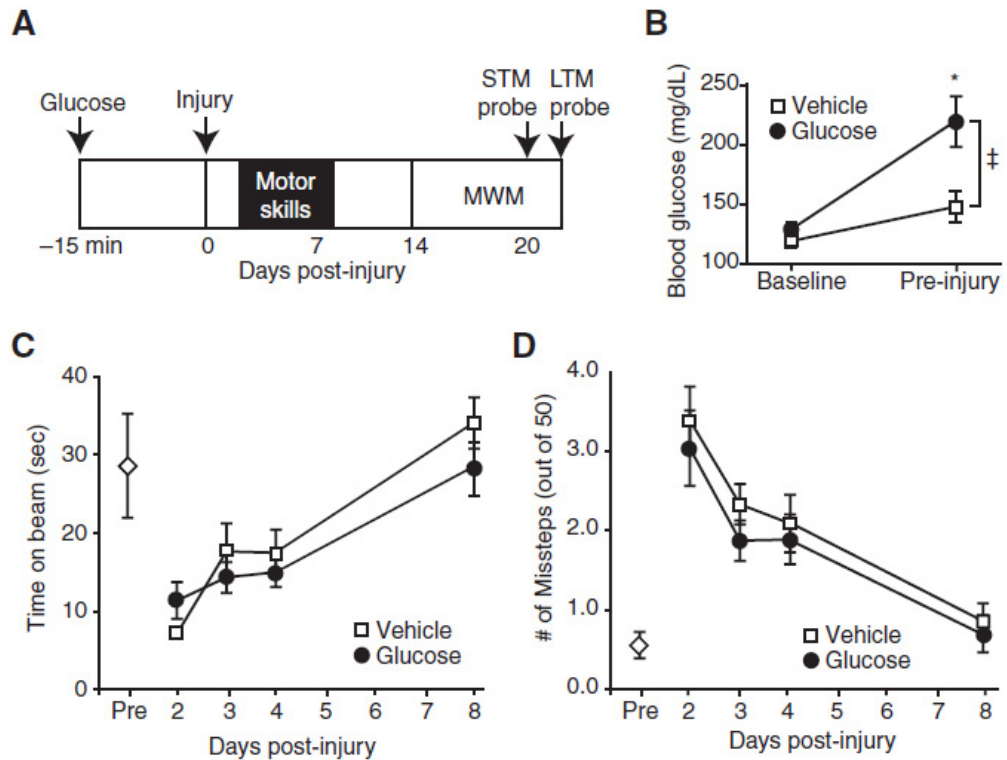 A
Glucose
Injury
STM
probe
LTM
probe
Motor
skills
MWM
–15 min
0
7
14
20
Days post-injury
B
Blood glucose (mg/dL)
250
200
150
100
Vehicle
Glucose
*
‡
Baseline
Pre-injury
C
Time on beam (sec)
40
30
20
10
0
Vehicle
Glucose
Pre 2 3 4 5 6 7 8
Days post-injury
D
# of Missteps (out of 50)
4.0
3.0
2.0
1.0
0.0
Vehicle
Glucose
Pre 2 3 4 5 6 7 8
Days post-injury